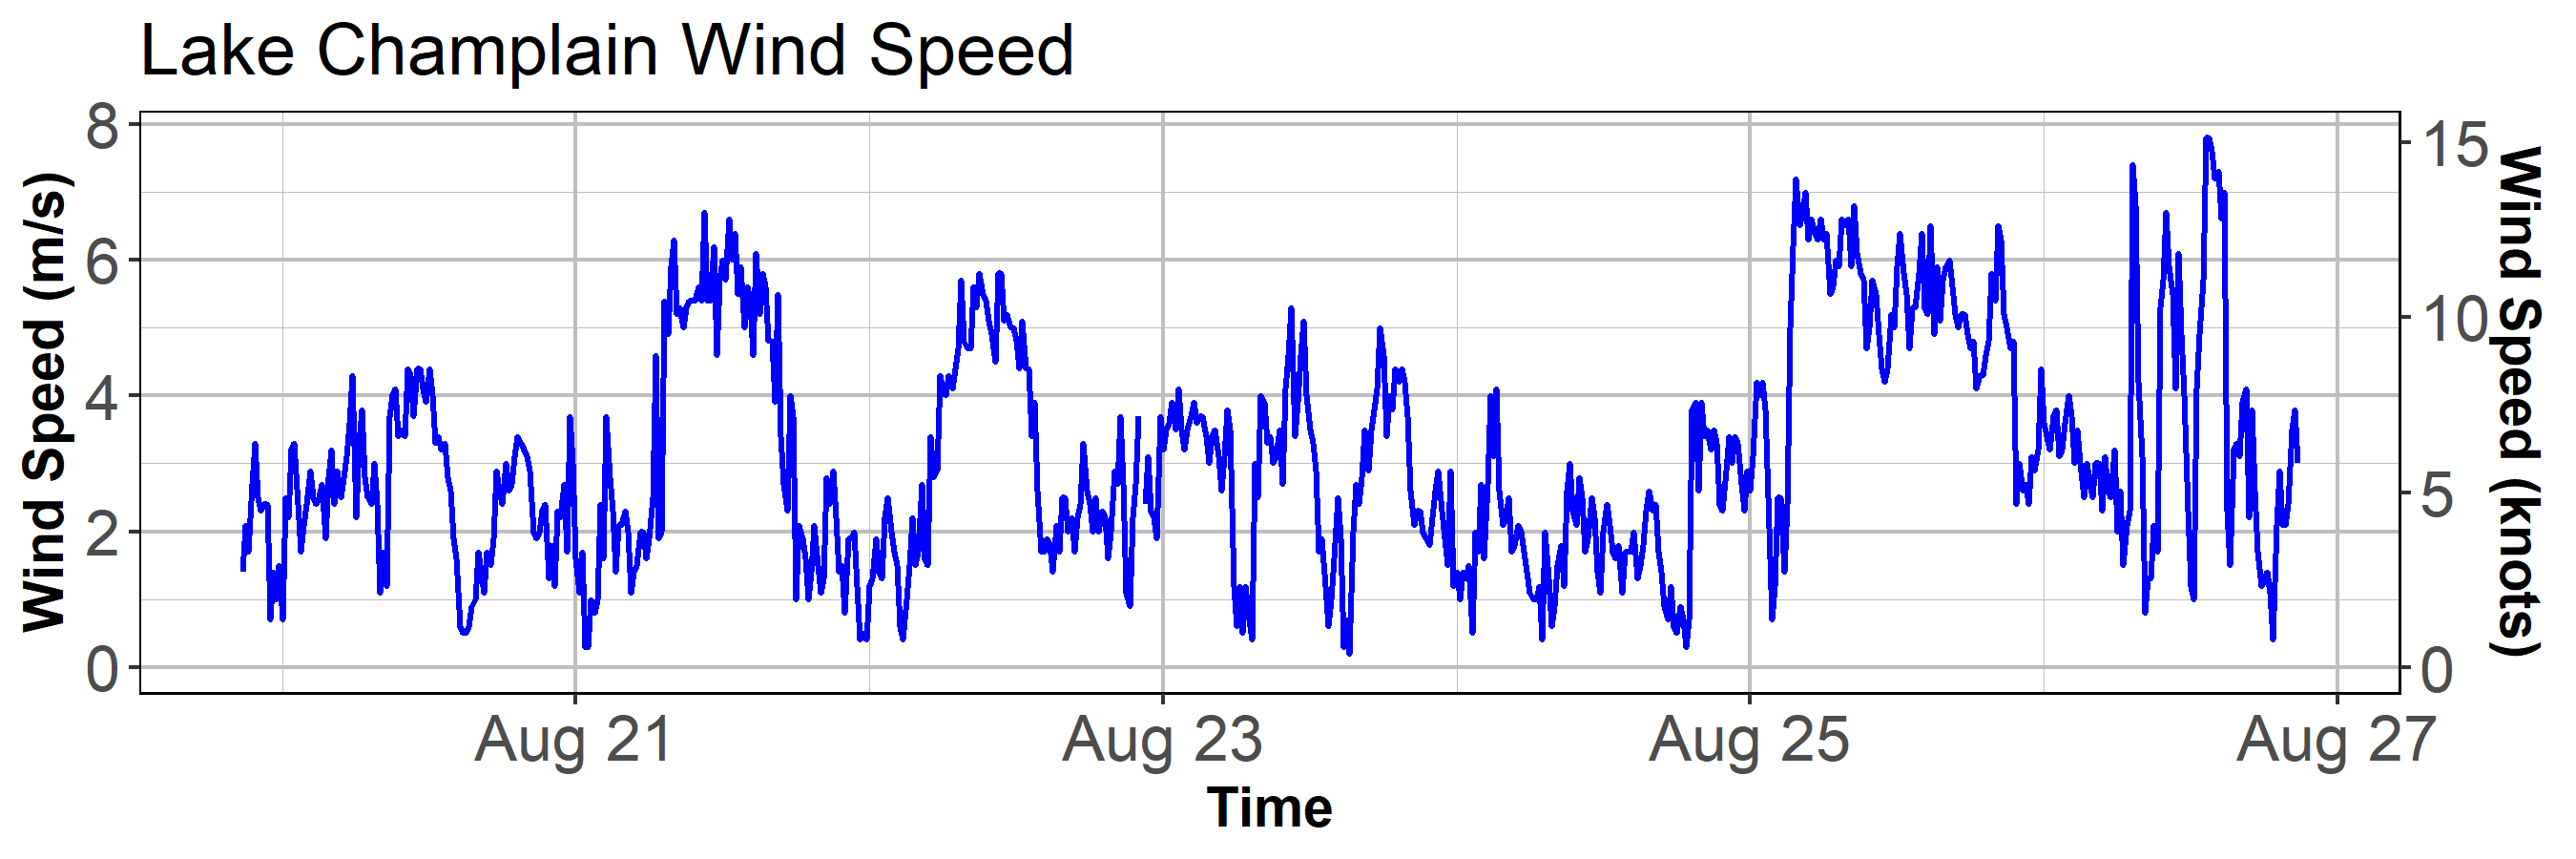 Lake Champlain Wind Speed
8
6
4
2
0
Wind Speed (m/s)
15
10
5
0
Wind Speed (knots)
Aug 21
Aug 23
Aug 25
Aug 27
Time